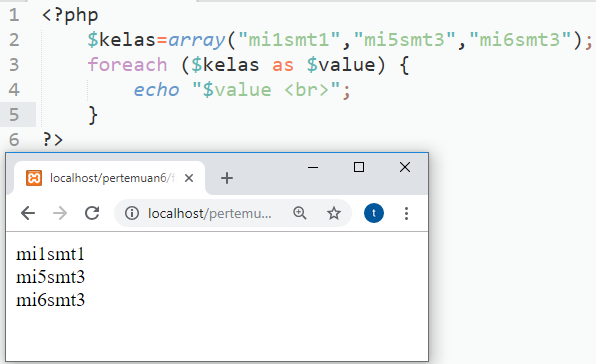 1 <?php
2 $kelas=array("mi1smt1","mi5smt3","mi6smt3");
3 foreach ($kelas as $value) {
4 echo "$value <br>";
5 }
6 ?>
localhost/pertemuan6/
localhost/pertemu...
t
mi1smt1
mi5smt3
mi6smt3